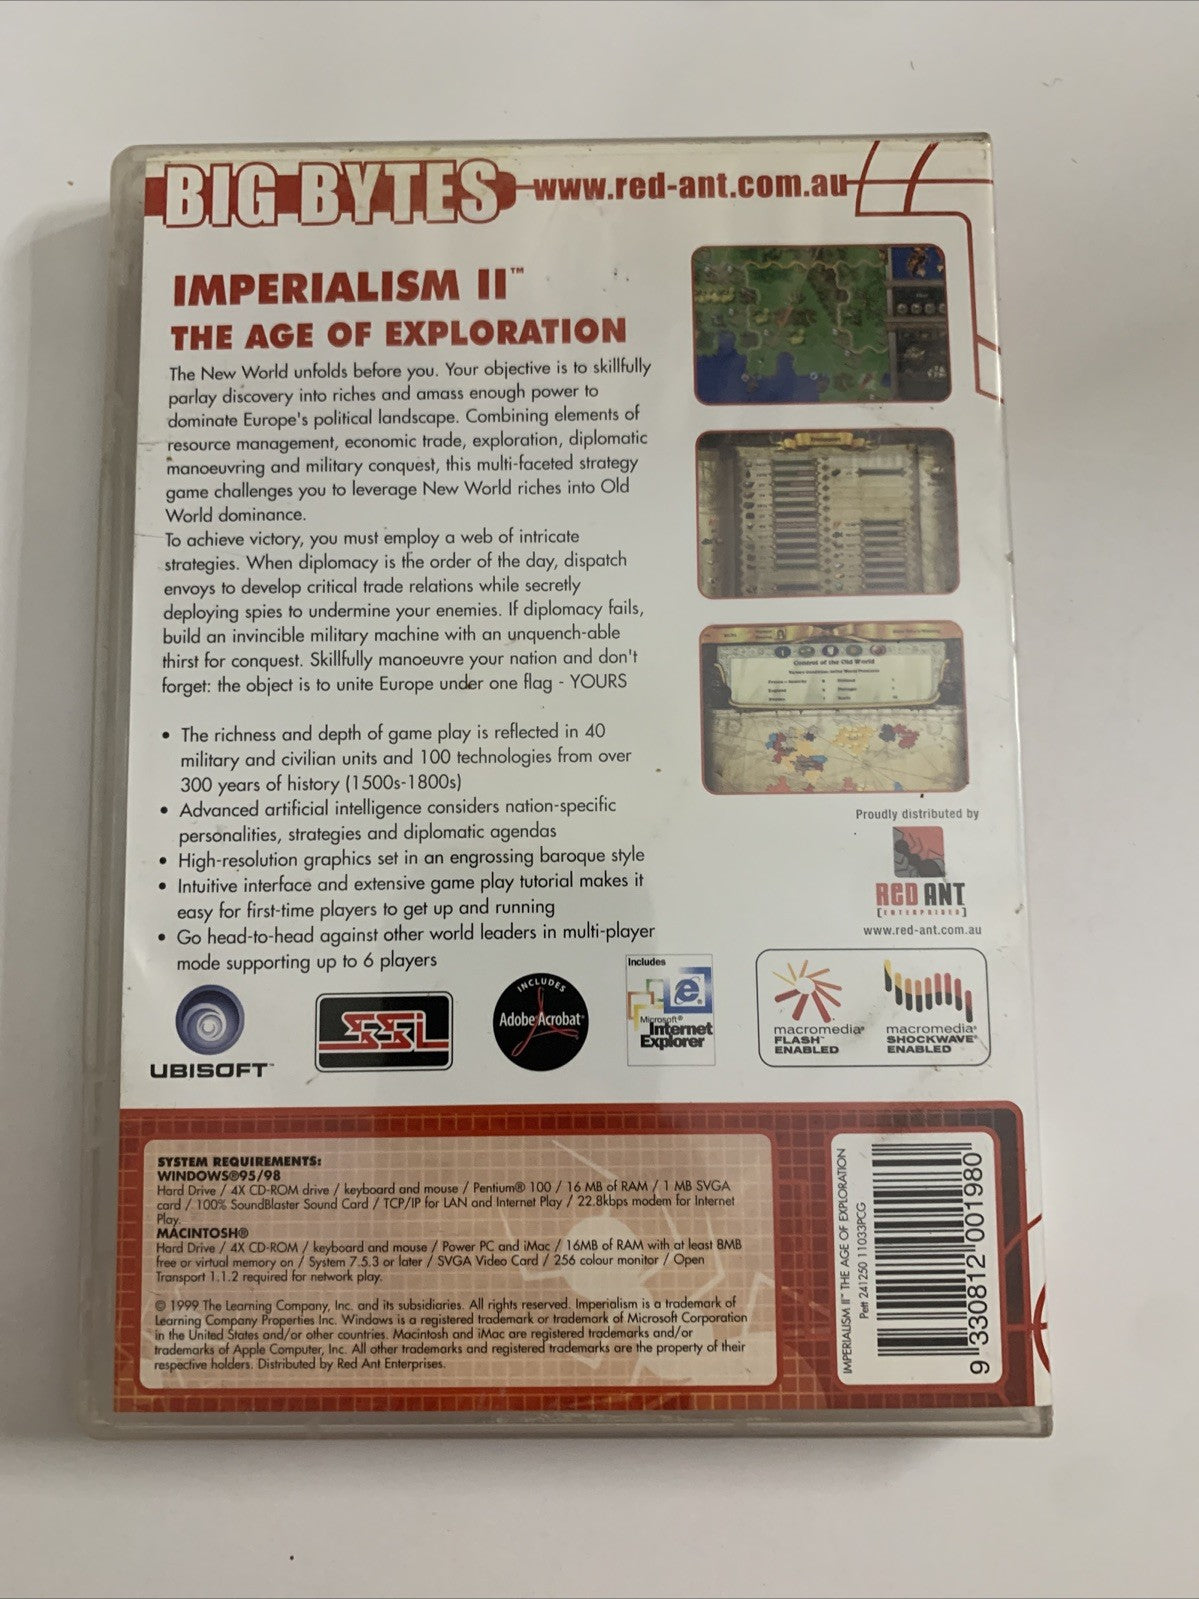 BIG BYTES www.red-ant.com.au
IMPERIALISM II™
THE AGE OF EXPLORATION
The New World unfolds before you. Your objective is to skillfully
parlay discovery into riches and amass enough power to
dominate Europe's political landscape. Combining elements of
resource management, economic trade, exploration, diplomatic
manoeuvring and military conquest, this multi-faceted strategy
game challenges you to leverage New World riches into Old
World dominance.
To achieve victory, you must employ a web of intricate
strategies. When diplomacy is the order of the day, dispatch
envoys to develop critical trade relations while secretly
deploying spies to undermine your enemies. If diplomacy fails,
build an invincible military machine with an unquench-able
thirst for conquest. Skillfully manoeuvre your nation and don't
forget: the object is to unite Europe under one flag - YOURS
• The richness and depth of game play is reflected in 40
military and civilian units and 100 technologies from over
300 years of history (1500s-1800s)
• Advanced artificial intelligence considers nation-specific
personalities, strategies and diplomatic agendas
• High-resolution graphics set in an engrossing baroque style
• Intuitive interface and extensive game play tutorial makes it
easy for first-time players to get up and running
• Go head-to-head against other world leaders in multi-player
mode supporting up to 6 players
Control of the Old World
Proudly distributed by
RED ANT
[ENTERPRISES]
www.red-ant.com.au
UBISOFT™
SSI
INCLUDES
Adobe Acrobat®
Includes
Microsoft®
Internet
Explorer
macromedia®
FLASH™
ENABLED
macromedia®
SHOCKWAVE®
ENABLED
SYSTEM REQUIREMENTS:
WINDOWS®95/98
Hard Drive / 4X CD-ROM drive / keyboard and mouse / Pentium® 100 / 16 MB of RAM / 1 MB SVGA
card / 100% SoundBlaster Sound Card / TCP/IP for LAN and Internet Play / 22.8kbps modem for Internet
Play.
MACINTOSH®
Hard Drive / 4X CD-ROM / keyboard and mouse / Power PC and iMac / 16MB of RAM with at least 8MB
free or virtual memory on / System 7.5.3 or later / SVGA Video Card / 256 colour monitor / Open
Transport 1.1.2 required for network play.
© 1999 The Learning Company, Inc. and its subsidiaries. All rights reserved. Imperialism is a trademark of
Learning Company Properties Inc. Windows is a registered trademark or trademark of Microsoft Corporation
in the United States and/or other countries. Macintosh and iMac are registered trademarks and/or
trademarks of Apple Computer, Inc. All other trademarks and registered trademarks are the property of their
respective holders. Distributed by Red Ant Enterprises.
IMPERIALISM II™ THE AGE OF EXPLORATION
Pett 241250 11033PCG
9 330812 001980